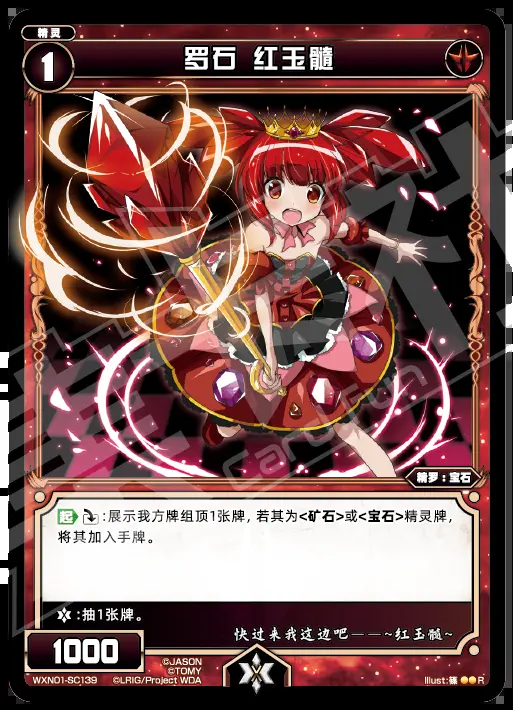 精灵
1
罗石 红玉髓
精罗：宝石
起 :展示我方牌组顶1张牌，若其为<矿石>或<宝石>精灵牌，
将其加入手牌。
:抽1张牌。
快过来我这边吧——~红玉髓~
1000
©JASON
©TOMY
WXN01-SC139 ©LRIG/Project WDA
Illust:篠 R
Card Fun